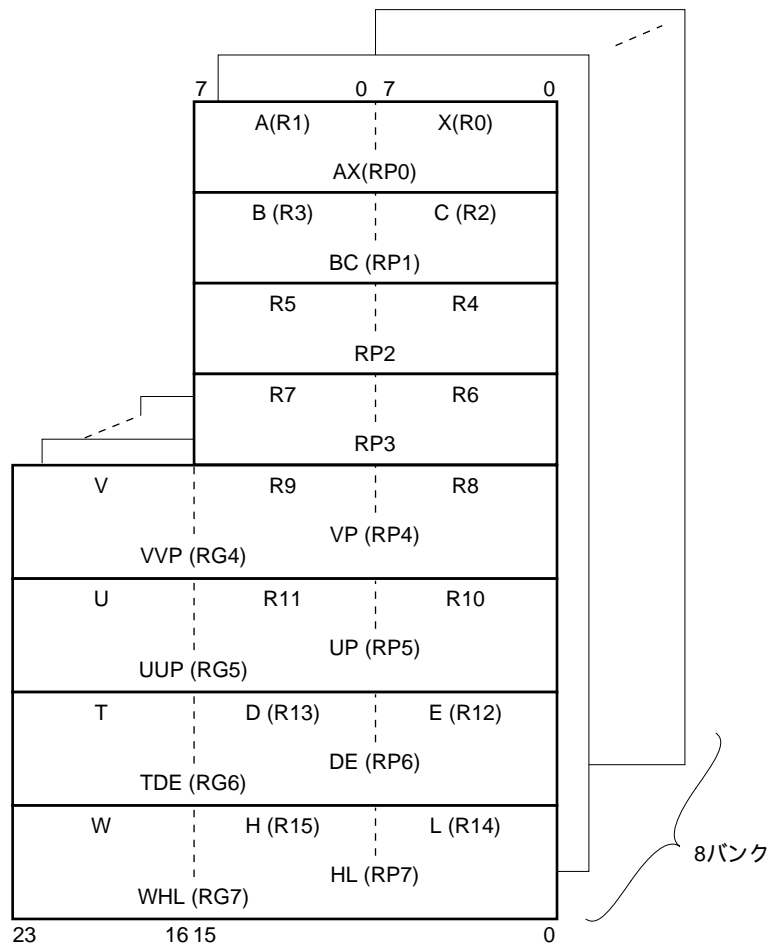 7 0 7 0
A(R1) X(R0)
AX(RP0)
B (R3) C (R2)
BC (RP1)
R5 R4
RP2
R7 R6
RP3
V R9 R8
VP (RP4)
VVP (RG4)
U R11 R10
UP (RP5)
UUP (RG5)
T D (R13) E (R12)
DE (RP6)
TDE (RG6)
W H (R15) L (R14)
HL (RP7)
WHL (RG7)
8バンク
23 16 15 0